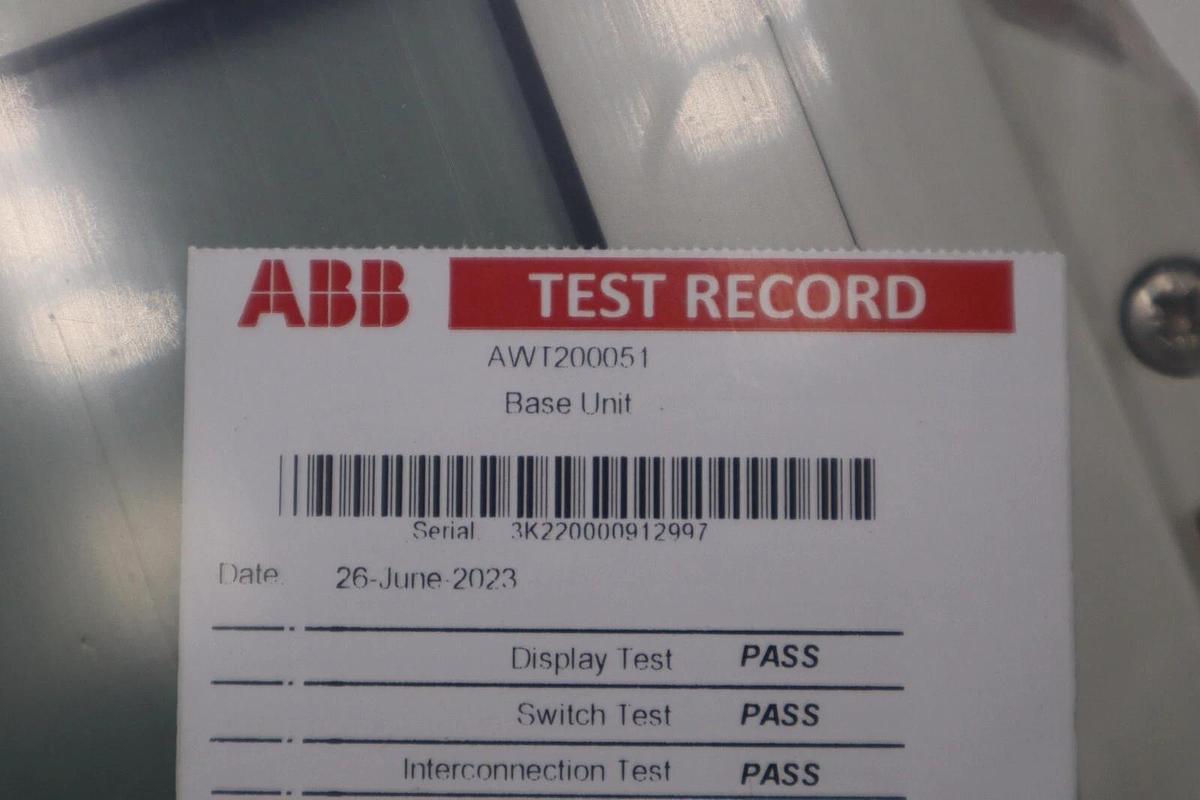 ABB TEST RECORD
AWT200051
Base Unit
Serial 3K220000912997
Date 26-June-2023
Display Test PASS
Switch Test PASS
Interconnection Test PASS